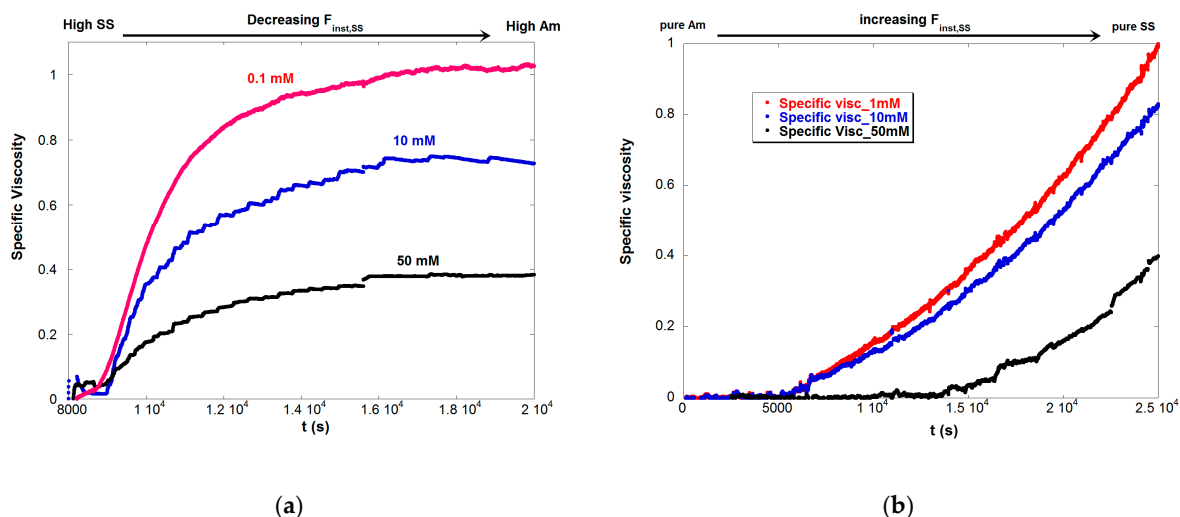 Decreasing F inst,SS
High SS
High Am
Specific Viscosity
1
0.8
0.6
0.4
0.2
0
0.1 mM
10 mM
50 mM
8000
1 10^4
1.2 10^4
1.4 10^4
1.6 10^4
1.8 10^4
2 10^4
t (s)
(a)
increasing F inst,SS
pure Am
pure SS
Specific viscosity
1
0.8
0.6
0.4
0.2
0
Specific visc_1mM
Specific visc_10mM
Specific Visc_50mM
0
5000
1 10^4
1.5 10^4
2 10^4
2.5 10^4
t (s)
(b)